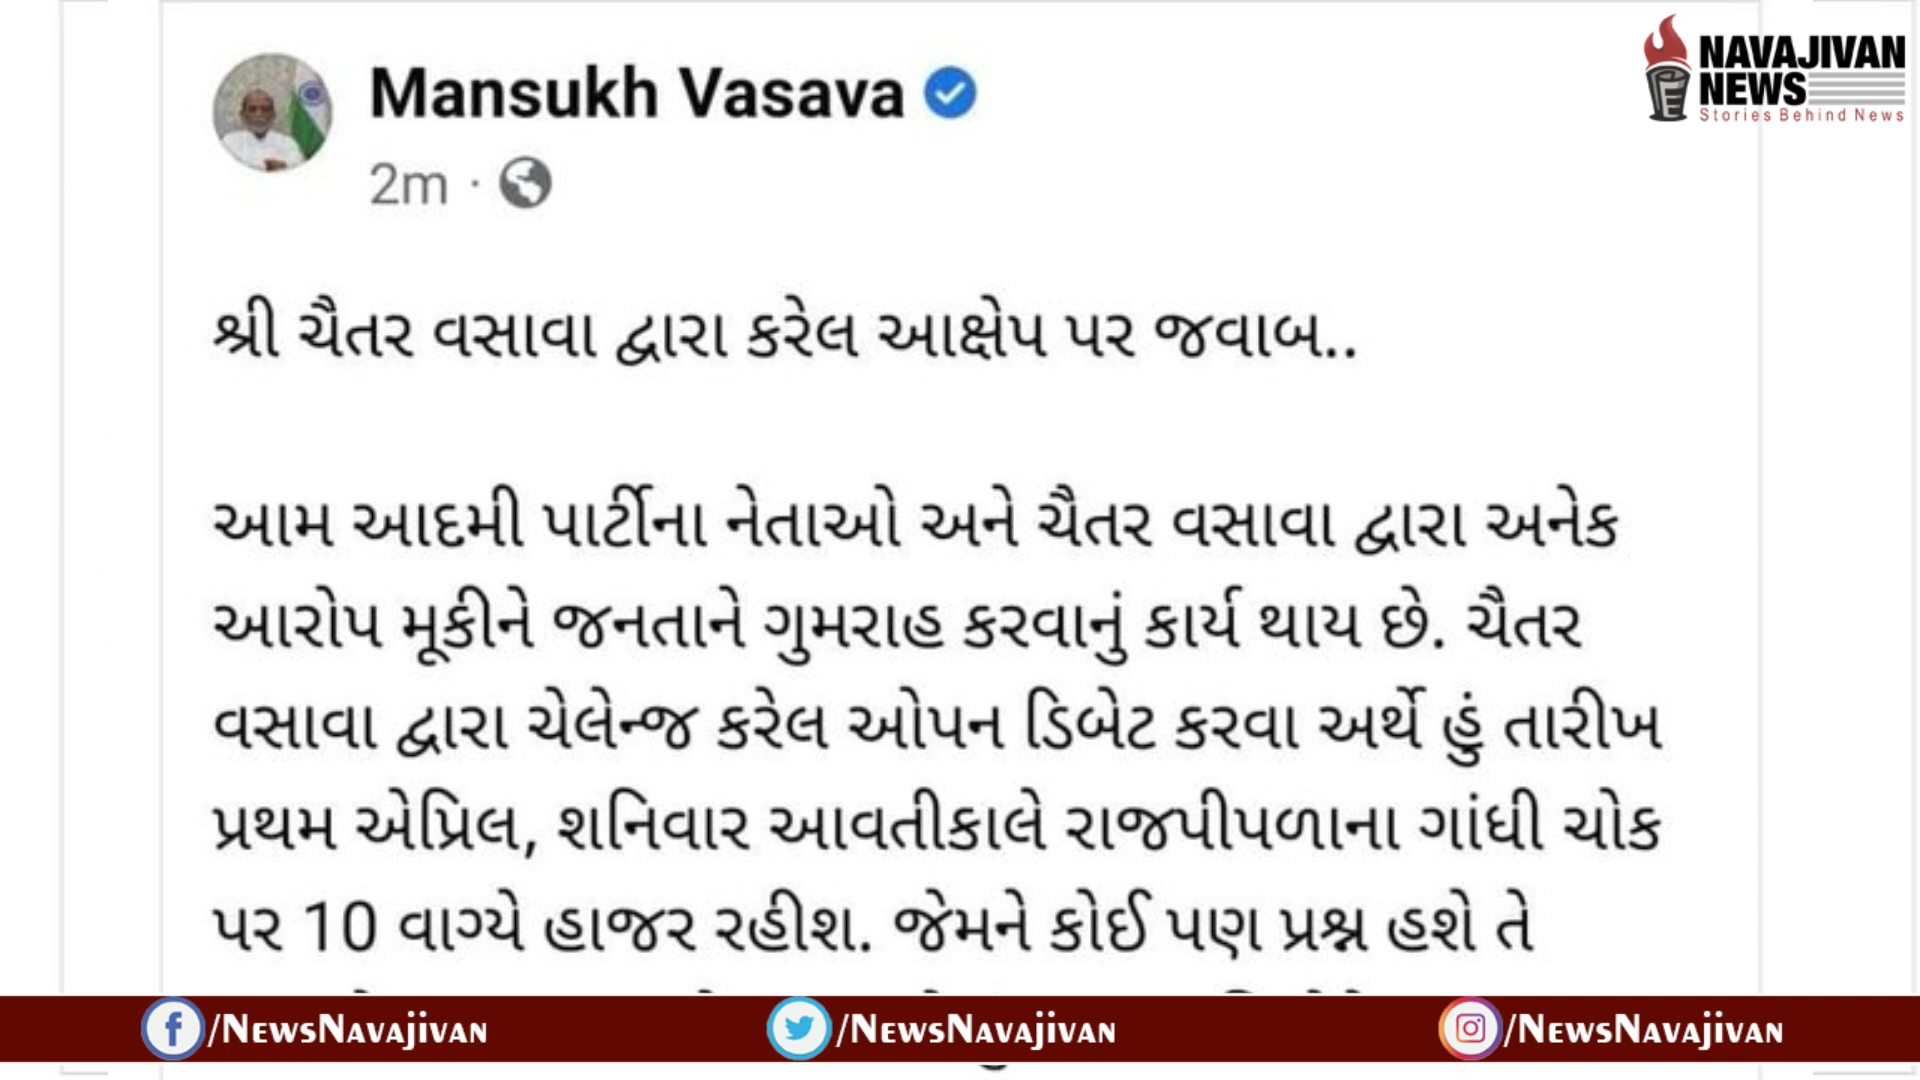 Mansukh Vasava
2m ·
NAVAJIVAN
NEWS
Stories Behind News
શ્રી ચૈતર વસાવા દ્વારા કરેલ આક્ષેપ પર જવાબ..
આમ આદમી પાર્ટીના નેતાઓ અને ચૈતર વસાવા દ્વારા અનેક
આરોપ મૂકીને જનતાને ગુમરાહ કરવાનું કાર્ય થાય છે. ચૈતર
વસાવા દ્વારા ચેલેન્જ કરેલ ઓપન ડિબેટ કરવા અર્થે હું તારીખ
પ્રથમ એપ્રિલ, શનિવાર આવતીકાલે રાજપીપળાના ગાંધી ચોક
પર 10 વાગ્યે હાજર રહીશ. જેમને કોઈ પણ પ્રશ્ન હશે તે
/NewsNavajivan
/NewsNavajivan
/NewsNavajivan